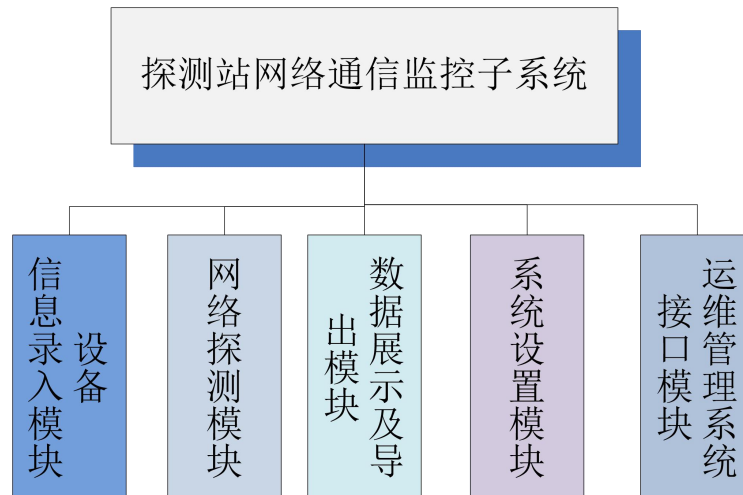 探测站网络通信监控子系统
设备
信息录入模块
网络探测模块
数据展示及导
出模块
系统设置模块
运维管理系统
接口模块